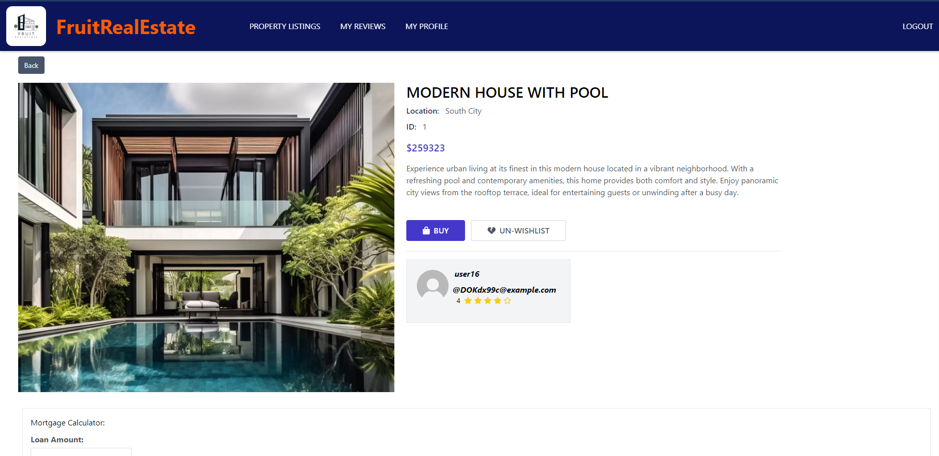 FRUIT
FruitRealEstate
PROPERTY LISTINGS
MY REVIEWS
MY PROFILE
LOGOUT
Back
MODERN HOUSE WITH POOL
Location: South City
ID: 1
$259323
Experience urban living at its finest in this modern house located in a vibrant neighborhood. With a
refreshing pool and contemporary amenities, this home provides both comfort and style. Enjoy panoramic
city views from the rooftop terrace, ideal for entertaining guests or unwinding after a busy day.
BUY
UN-WISHLIST
user16
@DOKdx99c@example.com
4
Mortgage Calculator:
Loan Amount: